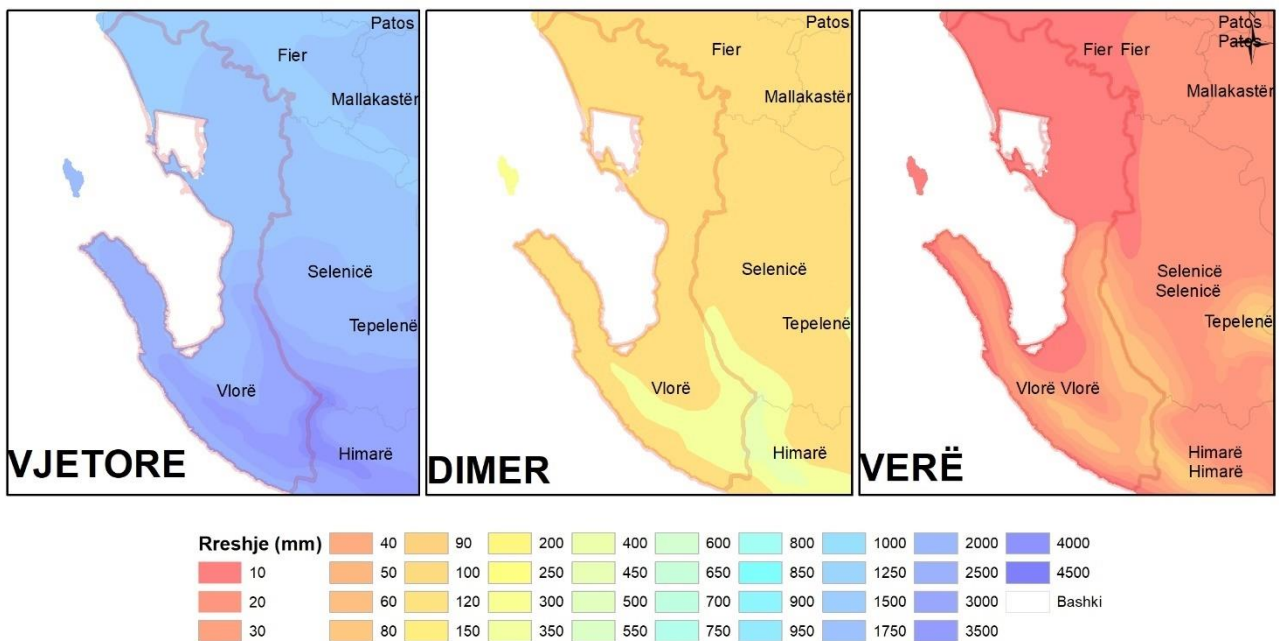 Patos
Fier
Mallakastër
Selenicë
Tepelenë
Vlorë
Himarë
VJETORE
Patos
Fier
Mallakastër
Selenicë
Tepelenë
Vlorë
Himarë
DIMER
Patos
Patos
Fier Fier
Mallakastër
Selenicë
Selenicë
Tepelenë
Vlorë Vlorë
Himarë
Himarë
VERË
Rreshje (mm) 40 90 200 400 600 800 1000 2000 4000
10 50 100 250 450 650 850 1250 2500 4500
20 60 120 300 500 700 900 1500 3000 Bashki
30 80 150 350 550 750 950 1750 3500